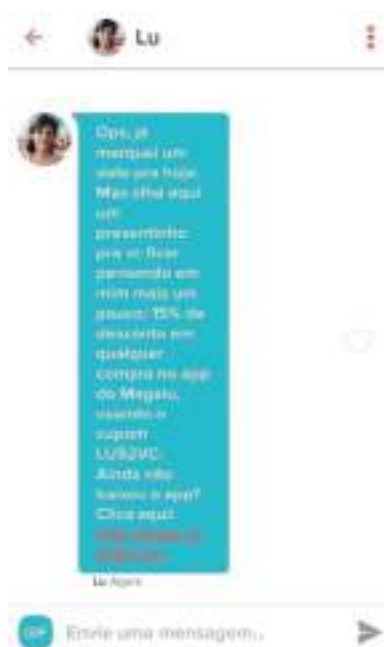 Lu
Ops, já
marquei um
date pra hoje.
Mas olha aqui
um
presentinho
pra vc ficar
pensando em
mim mais um
pouco: 15% de
desconto em
qualquer
compra no app
do Magalu,
usando o
cupom
Ainda não
baixou o app?
Clica aqui:
Lu Agora
GIF Envie uma mensagem...